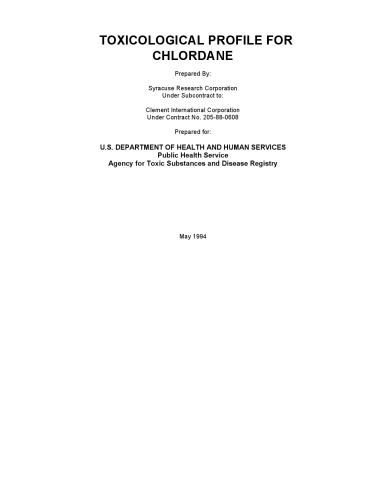 TOXICOLOGICAL PROFILE FOR
CHLORDANE
Prepared By:
Syracuse Research Corporation
Under Subcontract to:
Clement International Corporation
Under Contract No. 205-88-0608
Prepared for:
U.S. DEPARTMENT OF HEALTH AND HUMAN SERVICES
Public Health Service
Agency for Toxic Substances and Disease Registry
May 1994